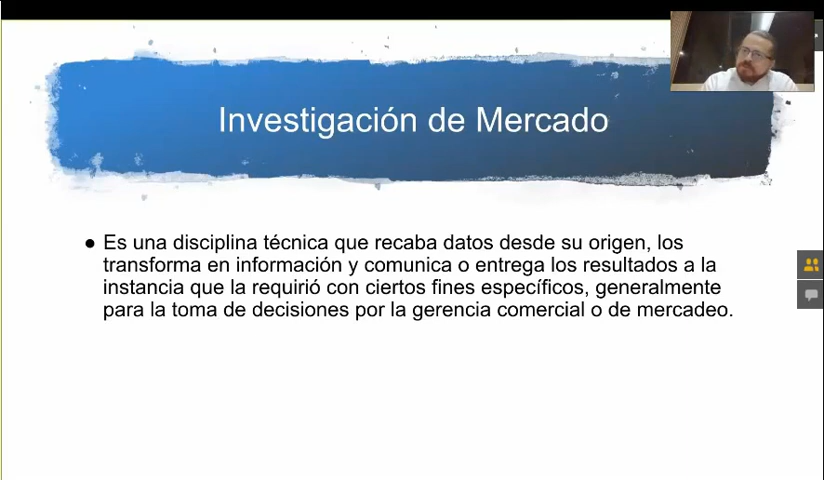 Investigación de Mercado
● Es una disciplina técnica que recaba datos desde su origen, los
transforma en información y comunica o entrega los resultados a la
instancia que la requirió con ciertos fines específicos, generalmente
para la toma de decisiones por la gerencia comercial o de mercadeo.